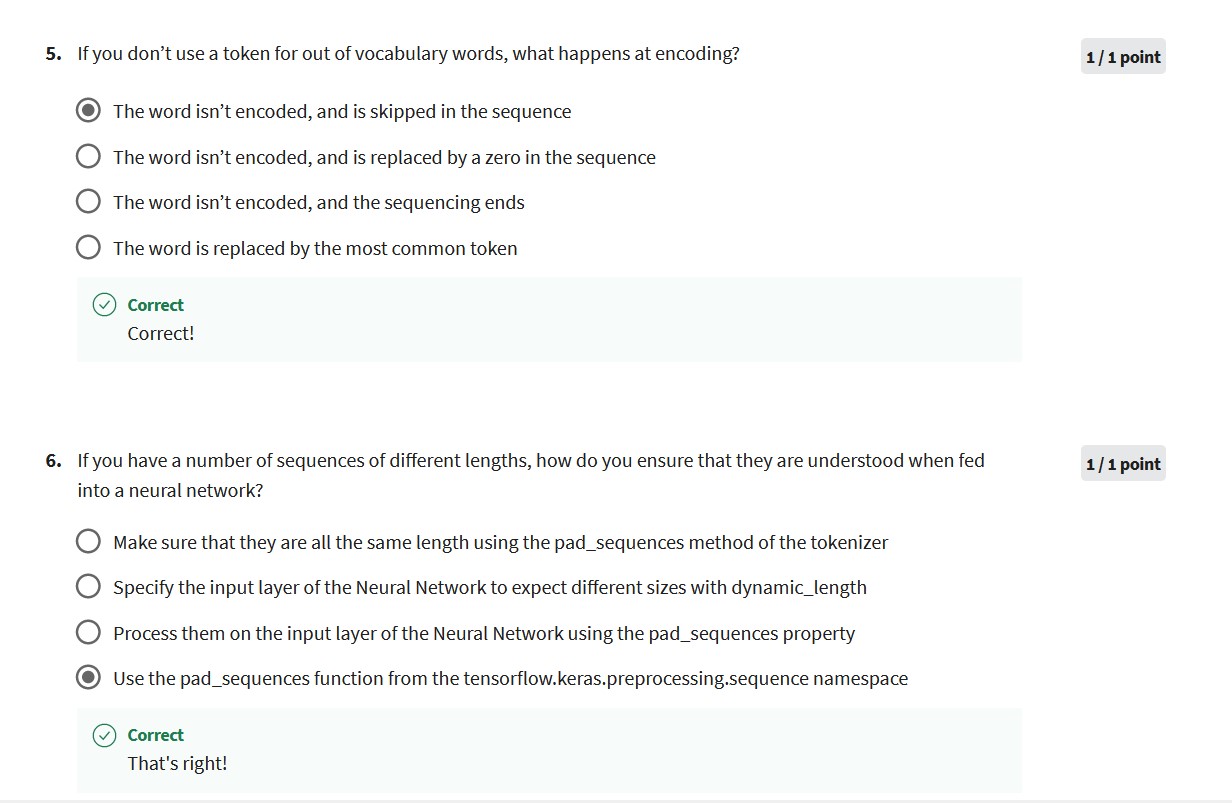 5. If you don’t use a token for out of vocabulary words, what happens at encoding?
1 / 1 point
The word isn’t encoded, and is skipped in the sequence
The word isn’t encoded, and is replaced by a zero in the sequence
The word isn’t encoded, and the sequencing ends
The word is replaced by the most common token
Correct
Correct!
6. If you have a number of sequences of different lengths, how do you ensure that they are understood when fed
into a neural network?
1 / 1 point
Make sure that they are all the same length using the pad_sequences method of the tokenizer
Specify the input layer of the Neural Network to expect different sizes with dynamic_length
Process them on the input layer of the Neural Network using the pad_sequences property
Use the pad_sequences function from the tensorflow.keras.preprocessing.sequence namespace
Correct
That's right!